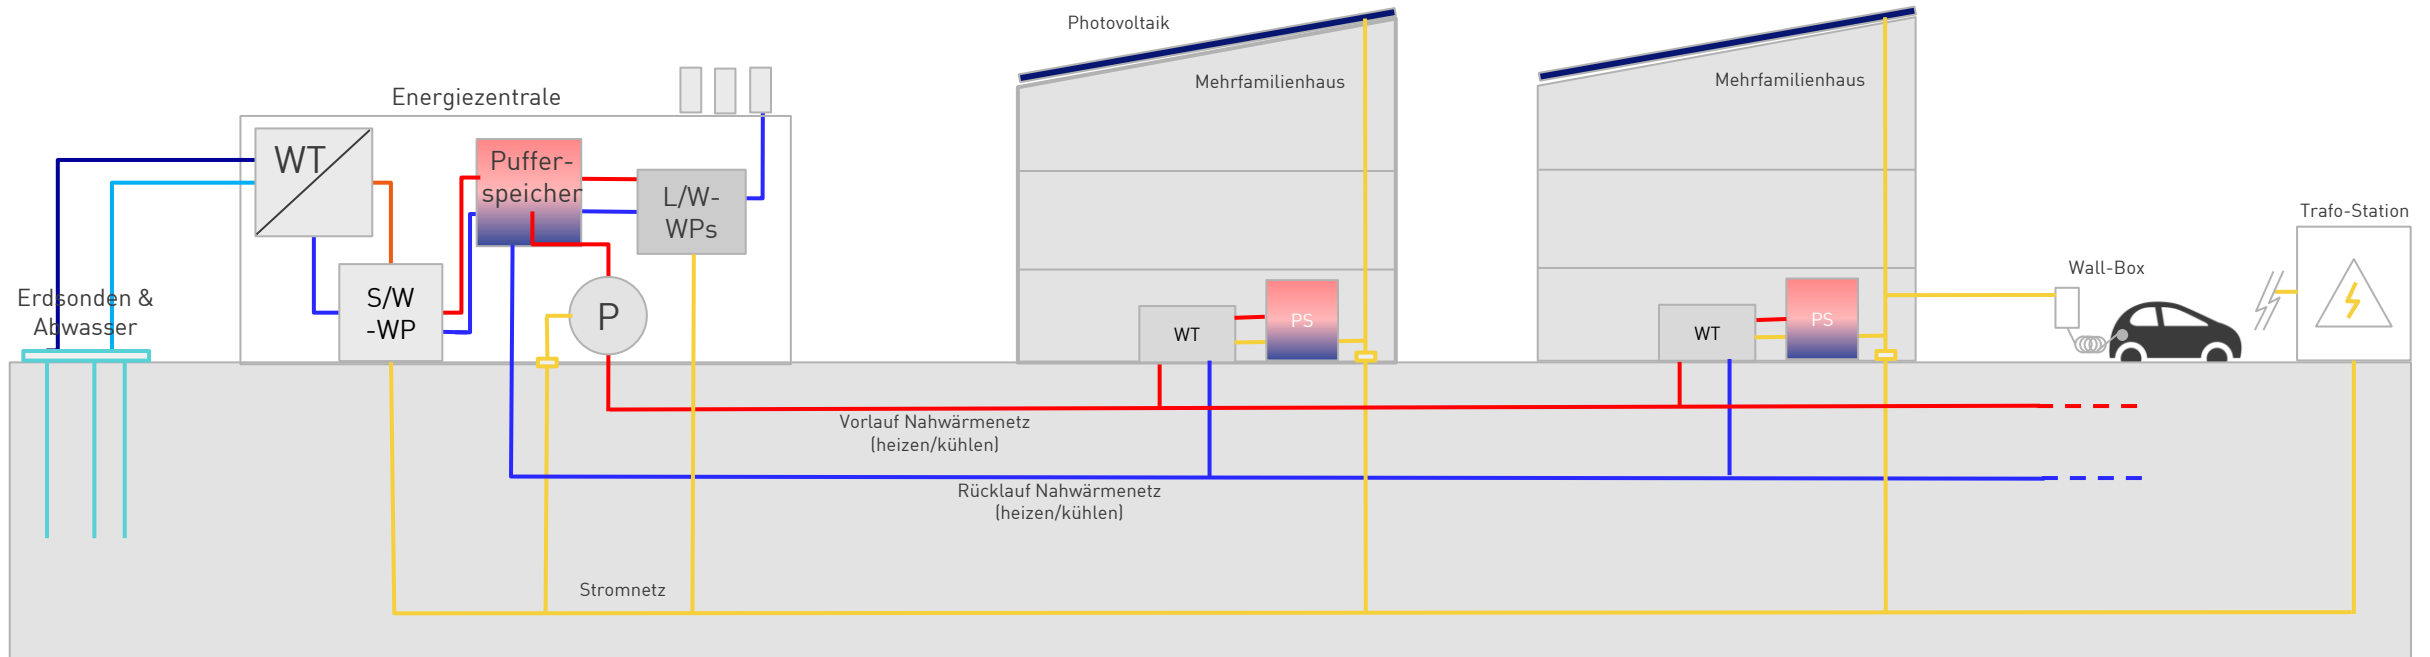 Photovoltaik
Mehrfamilienhaus
Mehrfamilienhaus
Energiezentrale
WT
Puffer-
speicher
L/W-
WPs
S/W
-WP
P
Erdsonden &
Abwasser
WT
PS
WT
PS
Wall-Box
Trafo-Station
Vorlauf Nahwärmenetz
(heizen/kühlen)
Rücklauf Nahwärmenetz
(heizen/kühlen)
Stromnetz